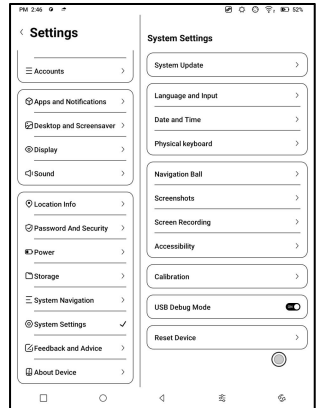 PM 2:46
52%
Settings
Accounts
Apps and Notifications
Desktop and Screensaver
Display
Sound
Location Info
Password And Security
Power
Storage
System Navigation
System Settings
Feedback and Advice
About Device
System Settings
System Update
Language and Input
Date and Time
Physical keyboard
Navigation Ball
Screenshots
Screen Recording
Accessibility
Calibration
USB Debug Mode
Reset Device